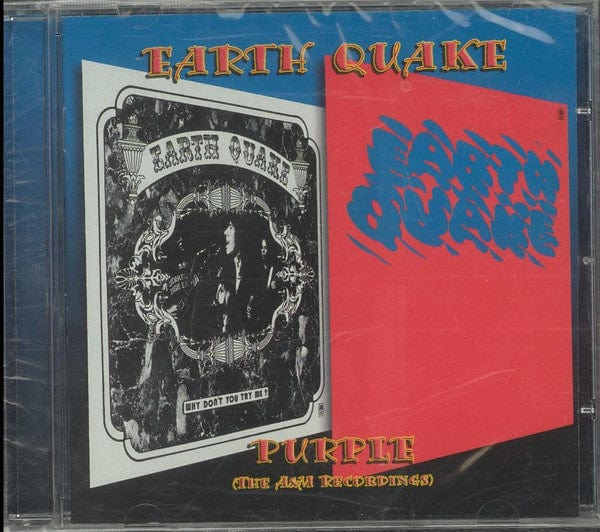 EARTH QUAKE
EARTH QUAKE
WHY DON'T YOU TRY ME?
EARTH
QUAKE
PURPLE
(THE A&M RECORDINGS)